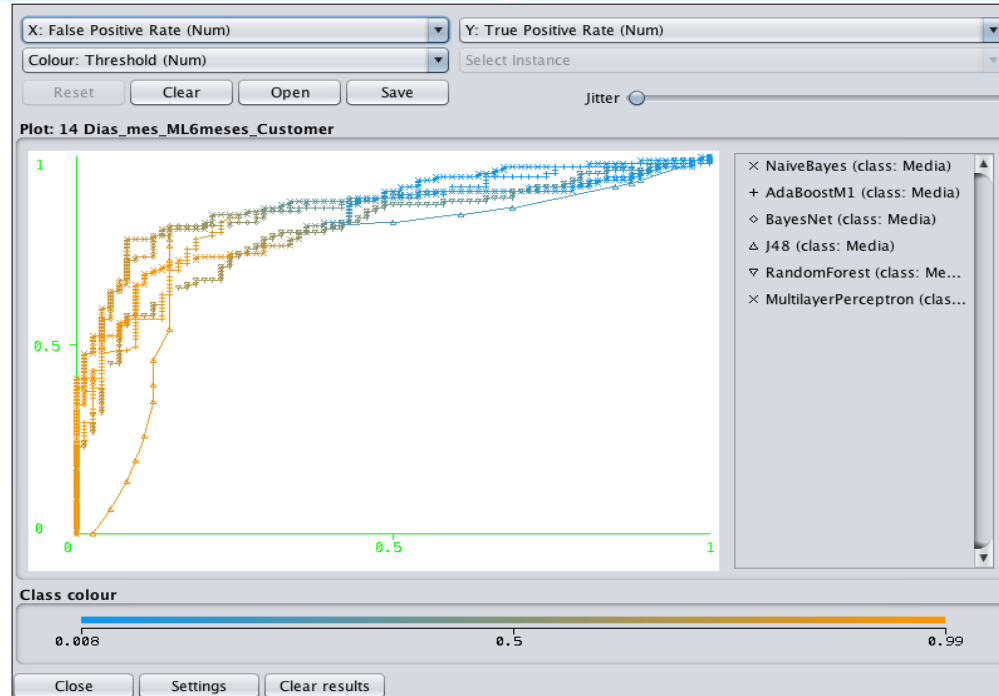 X: False Positive Rate (Num)
Y: True Positive Rate (Num)
Colour: Threshold (Num)
Select Instance
Reset
Clear
Open
Save
Jitter
Plot: 14 Dias_mes_ML6meses_Customer
1
0.5
0
0
0.5
1
NaiveBayes (class: Media)
AdaBoostM1 (class: Media)
BayesNet (class: Media)
J48 (class: Media)
RandomForest (class: Me...
MultilayerPerceptron (clas...
Class colour
0.008
0.5
0.99
Close
Settings
Clear results